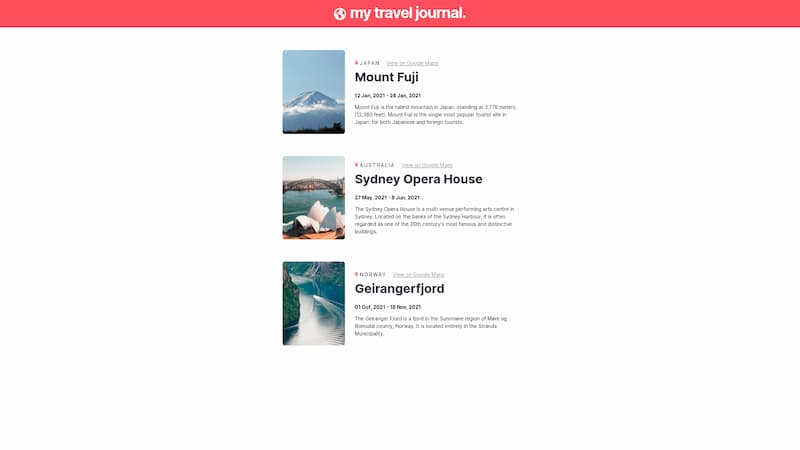 my travel journal.
JAPAN View on Google Maps
Mount Fuji
12 Jan, 2021 - 28 Jan, 2021
Mount Fuji is the tallest mountain in Japan, standing at 3,776 meters
(12,380 feet). Mount Fuji is the single most popular tourist site in
Japan, for both Japanese and foreign tourists.
AUSTRALIA View on Google Maps
Sydney Opera House
27 May, 2021 - 8 Jun, 2021
The Sydney Opera House is a multi-venue performing arts centre in
Sydney. Located on the banks of the Sydney Harbour, it is often
regarded as one of the 20th century's most famous and distinctive
buildings.
NORWAY View on Google Maps
Geirangerfjord
01 Oct, 2021 - 18 Nov, 2021
The Geiranger Fjord is a fjord in the Sunnmøre region of Møre og
Romsdal county, Norway. It is located entirely in the Stranda
Municipality.